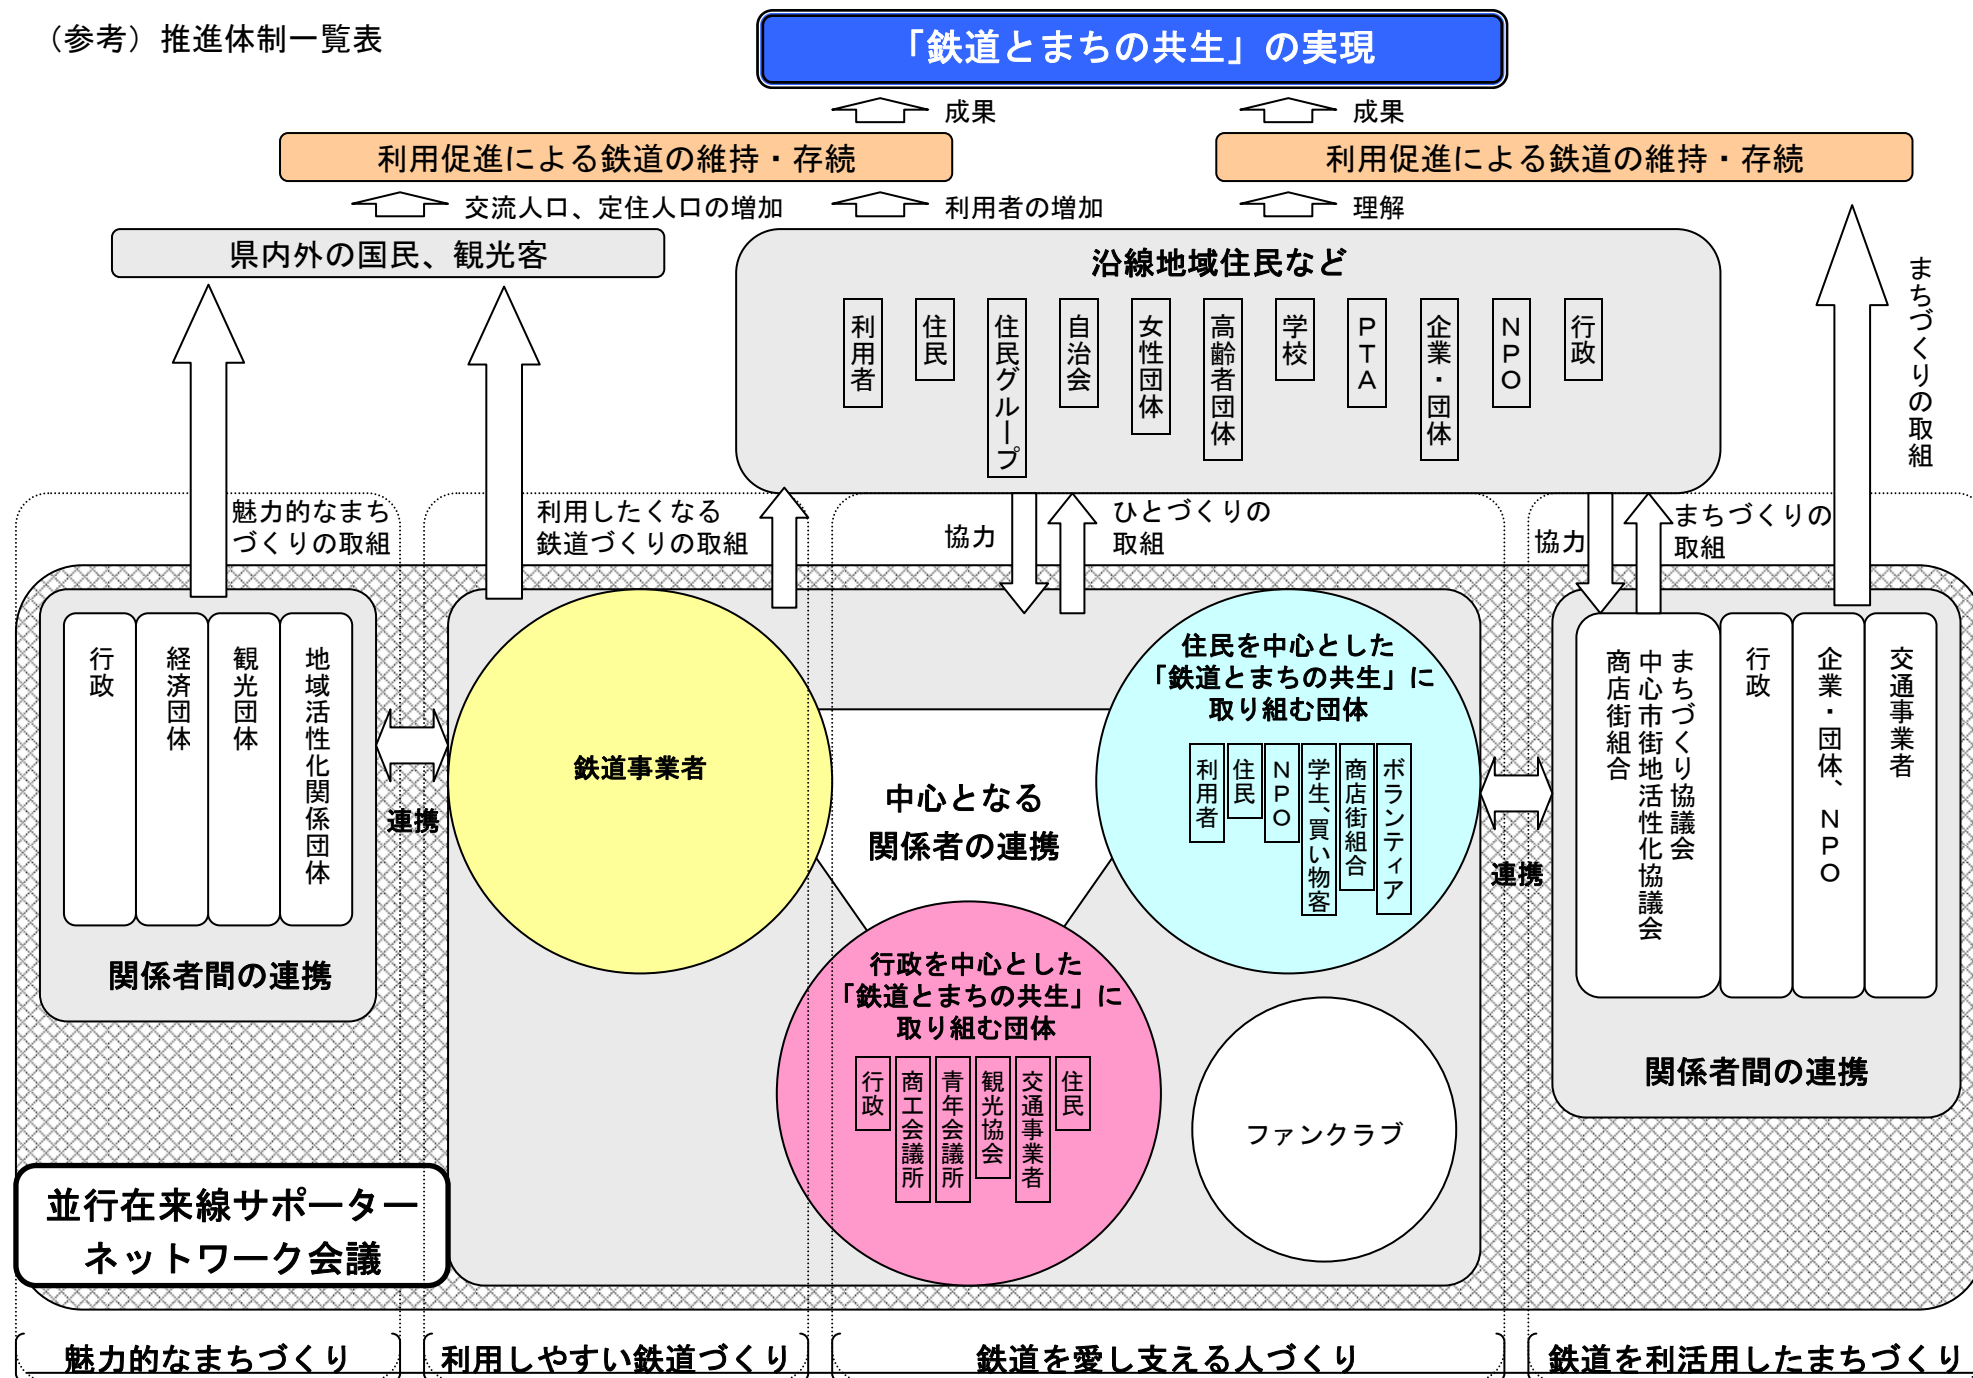 （参考）推進体制一覧表
「鉄道とまちの共生」の実現
成果
成果
利用促進による鉄道の維持・存続
利用促進による鉄道の維持・存続
交流人口、定住人口の増加
利用者の増加
理解
県内外の国民、観光客
沿線地域住民など
利用者
住民
住民グループ
自治会
女性団体
高齢者団体
学校
ＰＴＡ
企業・団体
ＮＰＯ
行政
まちづくりの取組
魅力的なまち
づくりの取組
利用したくなる
鉄道づくりの取組
協力
ひとづくりの
取組
協力
まちづくりの
取組
行政
経済団体
観光団体
地域活性化関係団体
関係者間の連携
連携
鉄道事業者
中心となる
関係者の連携
住民を中心とした
「鉄道とまちの共生」に
取り組む団体
利用者
住民
ＮＰＯ
学生、買い物客
商店街組合
ボランティア
行政を中心とした
「鉄道とまちの共生」に
取り組む団体
行政
商工会議所
青年会議所
観光協会
交通事業者
住民
ファンクラブ
連携
まちづくり協議会
中心市街地活性化協議会
商店街組合
行政
企業・団体、ＮＰＯ
交通事業者
関係者間の連携
並行在来線サポーター
ネットワーク会議
魅力的なまちづくり
利用しやすい鉄道づくり
鉄道を愛し支える人づくり
鉄道を利活用したまちづくり